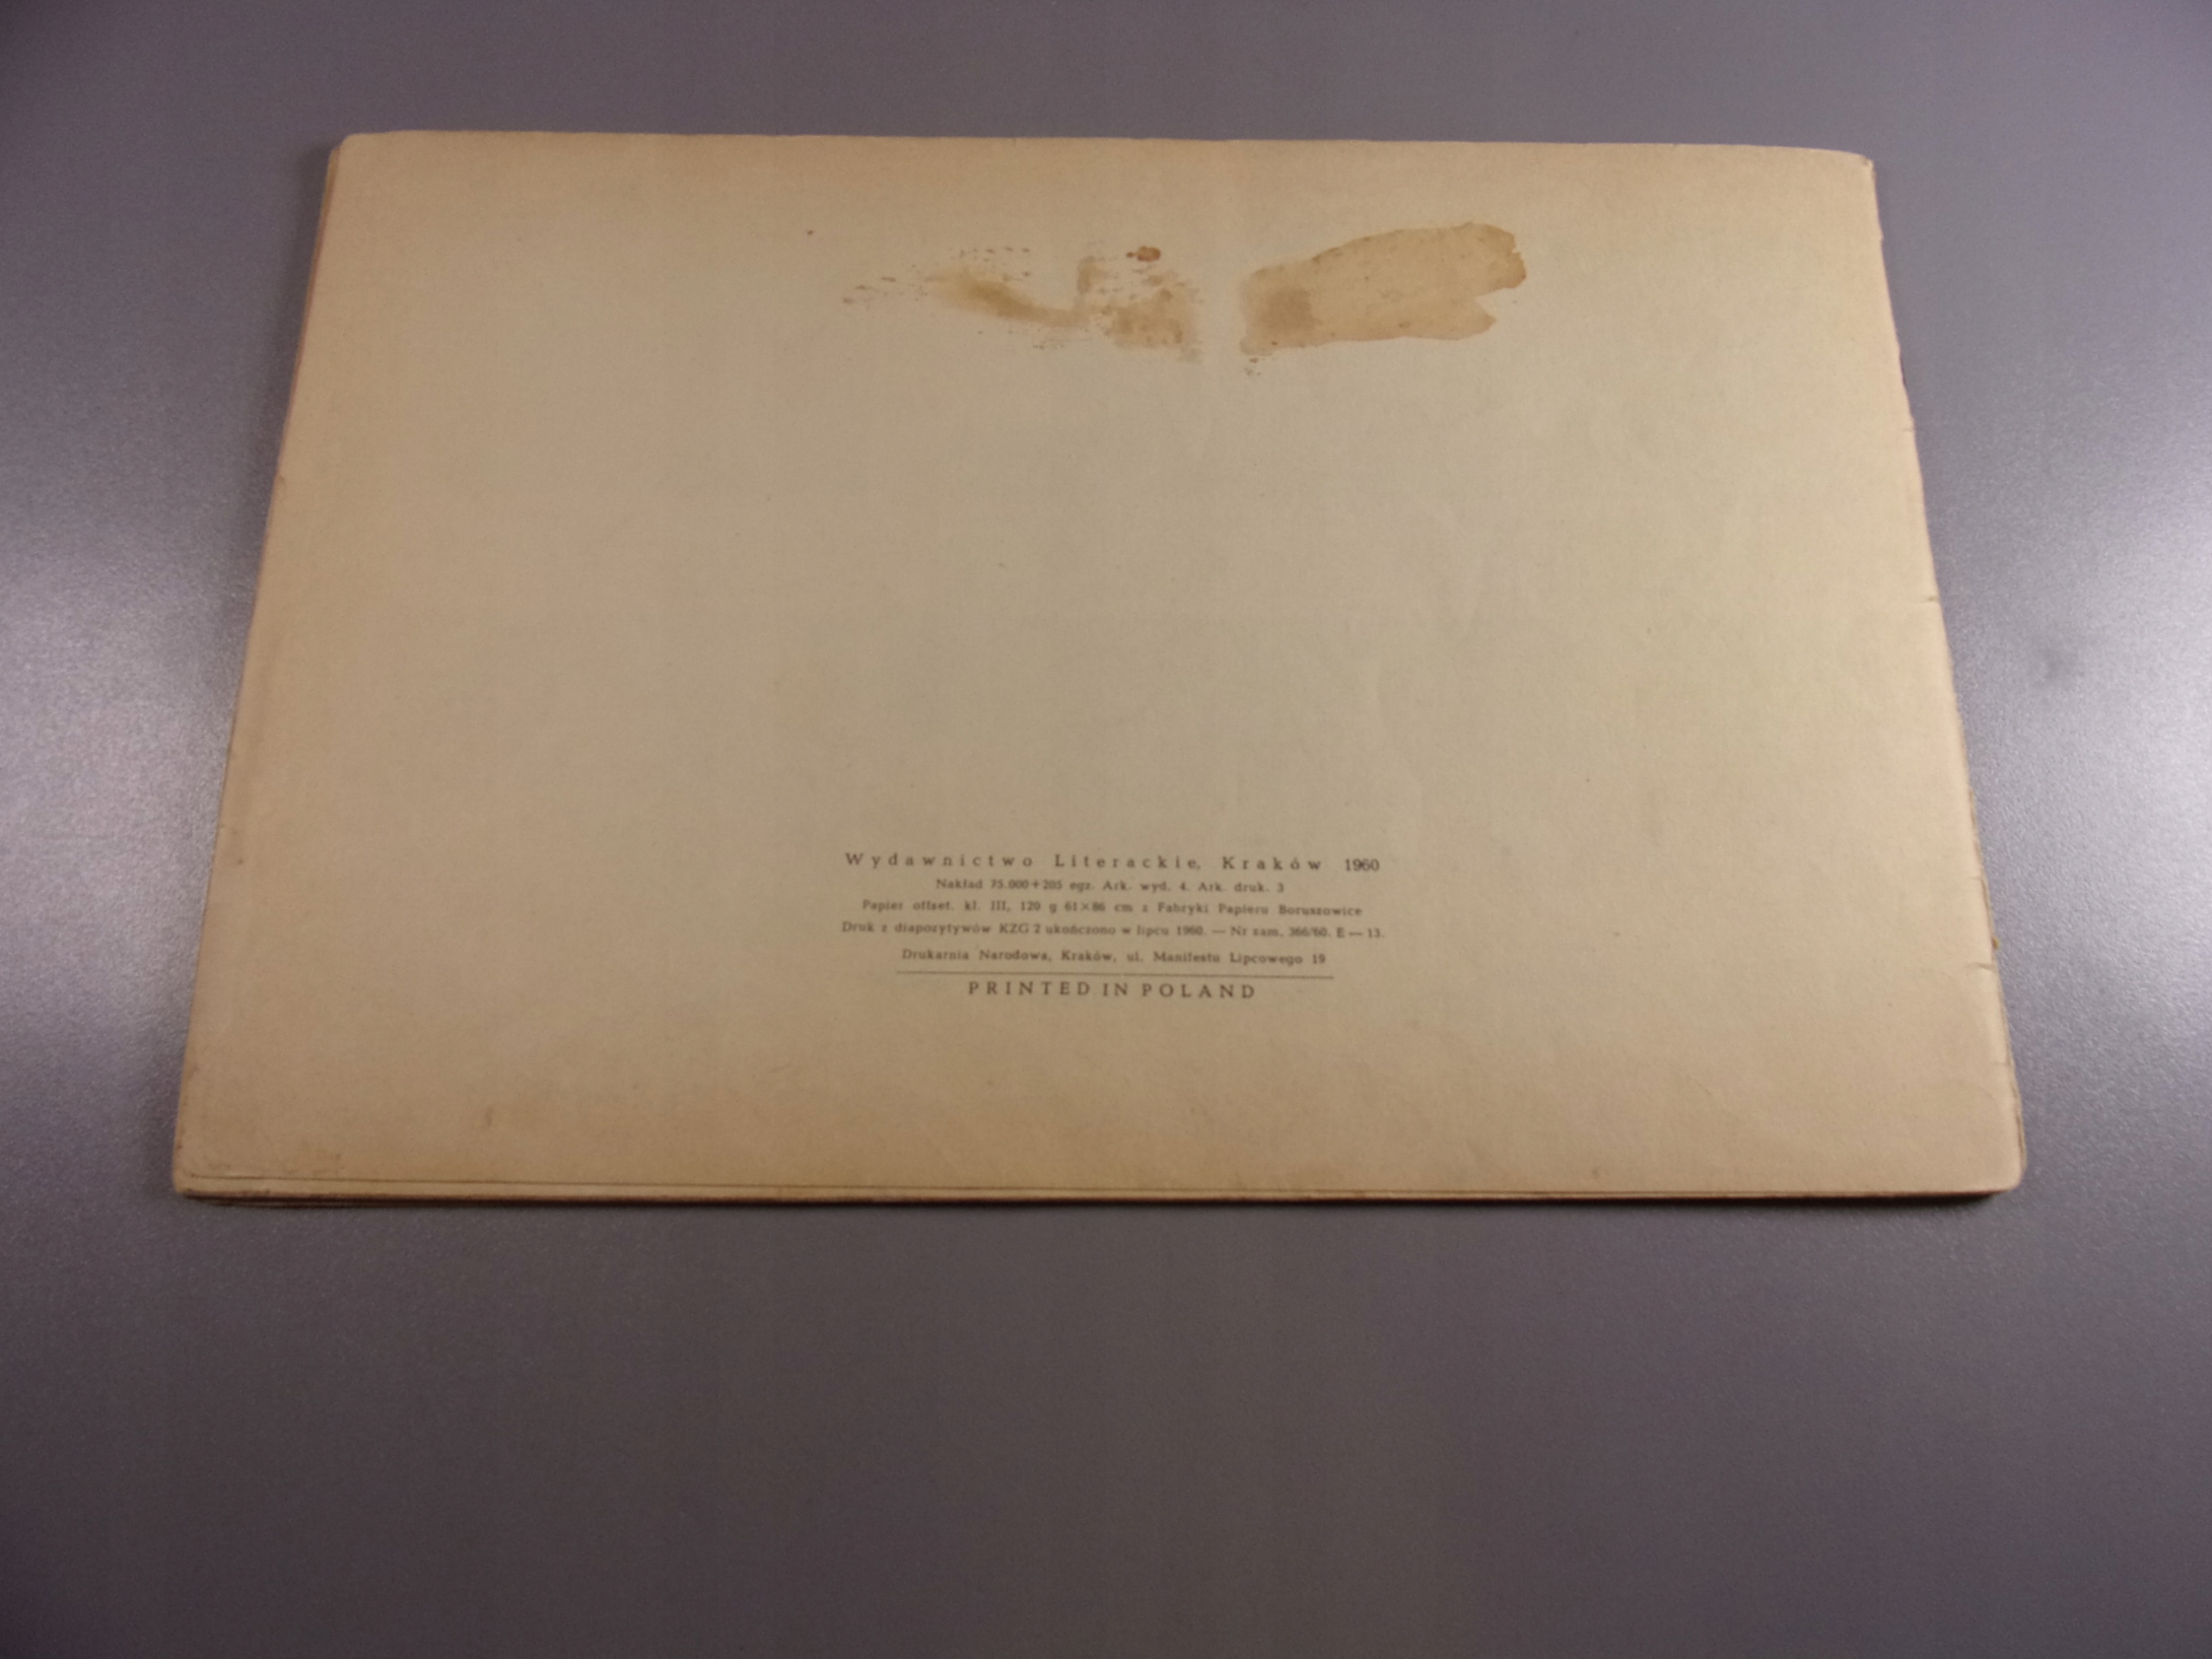 Wydawnictwo Literackie, Kraków 1960
Nakład 75.000+205 egz. Ark. wyd. 4. Ark. druk. 3
Papier offset. kl. III, 120 g 61×86 cm z Fabryki Papieru Boruszowice
Druk z diapozytywów KZG 2 ukończono w lipcu 1960. — Nr zam. 366/60. E—13.
Drukarnia Narodowa, Kraków, ul. Manifestu Lipcowego 19
PRINTED IN POLAND